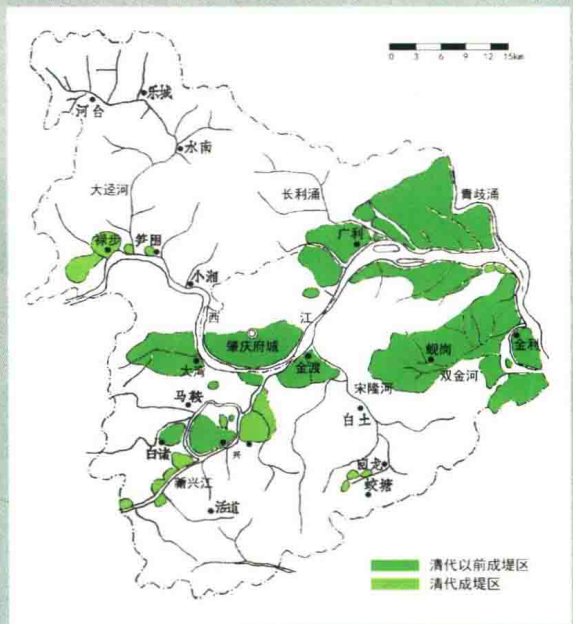 0 3 6 9 12 15km
乐城
河台
水南
大迳河
长利涌
青歧涌
禄步
笋围
广利
小湘
西
江
肇庆府城
大湾
金渡
蚬岗
金利
双金河
宋隆河
马鞍
白土
白诸
兴
回龙
蛟塘
新兴江
活道
清代以前成堤区
清代成堤区